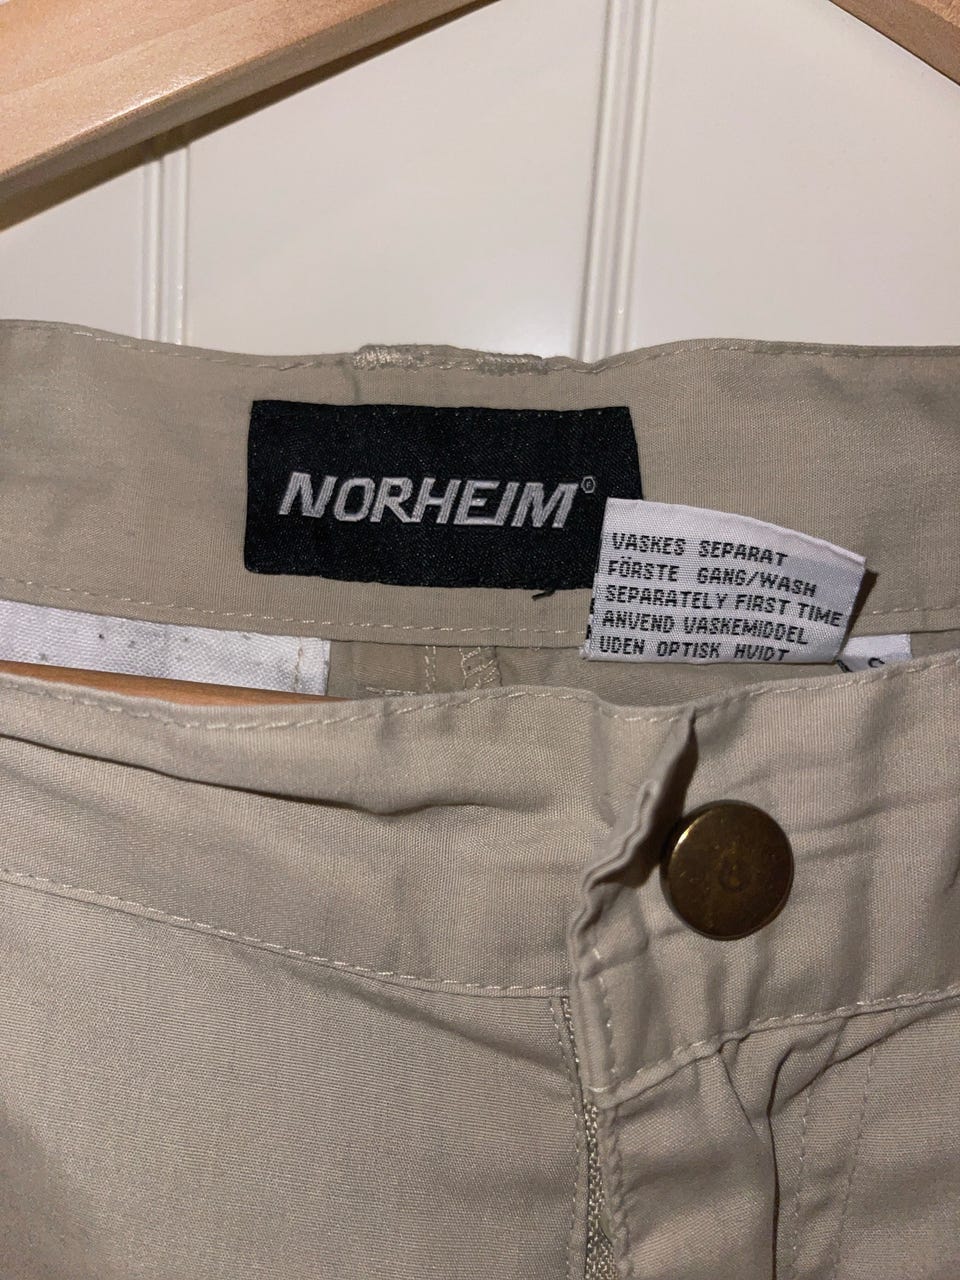 NORHEIM®
VASKES SEPARAT
FÖRSTE GANG/WASH
SEPARATELY FIRST TIME
ANVEND VASKEMIDDEL
UDEN OPTISK HVIDT